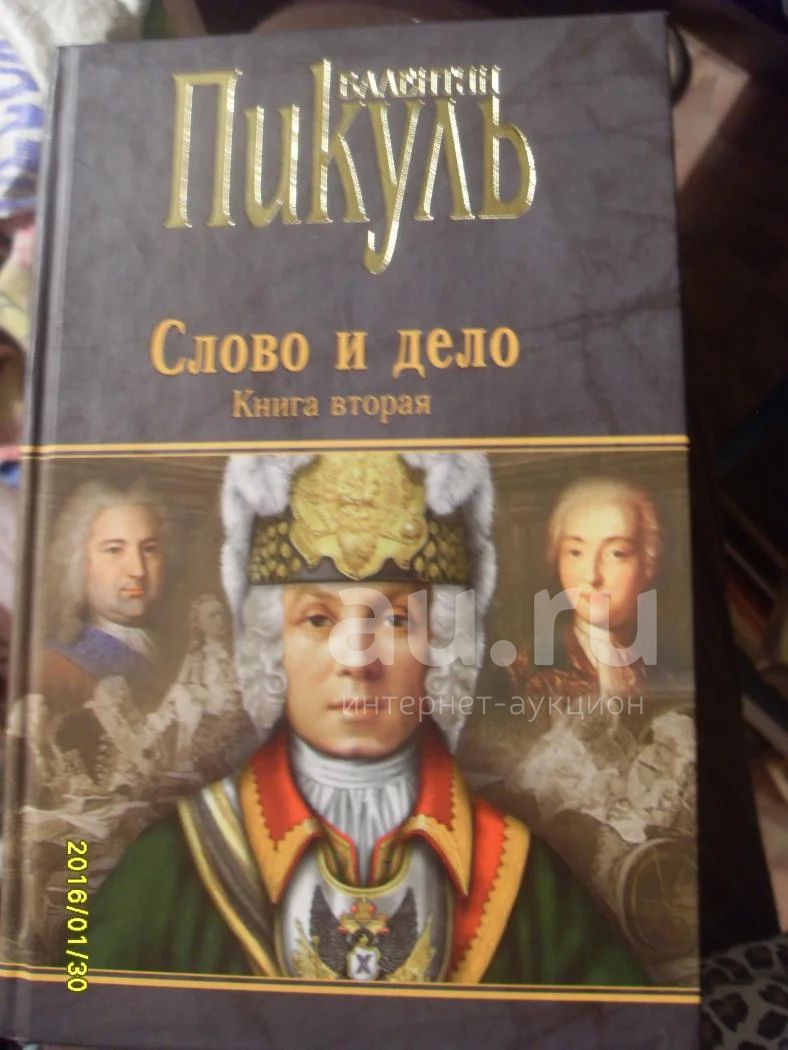 ВАЛЕНТИН
Пикуль
Слово и дело
Книга вторая
au.ru
интернет-аукцион
X
2016/01/30